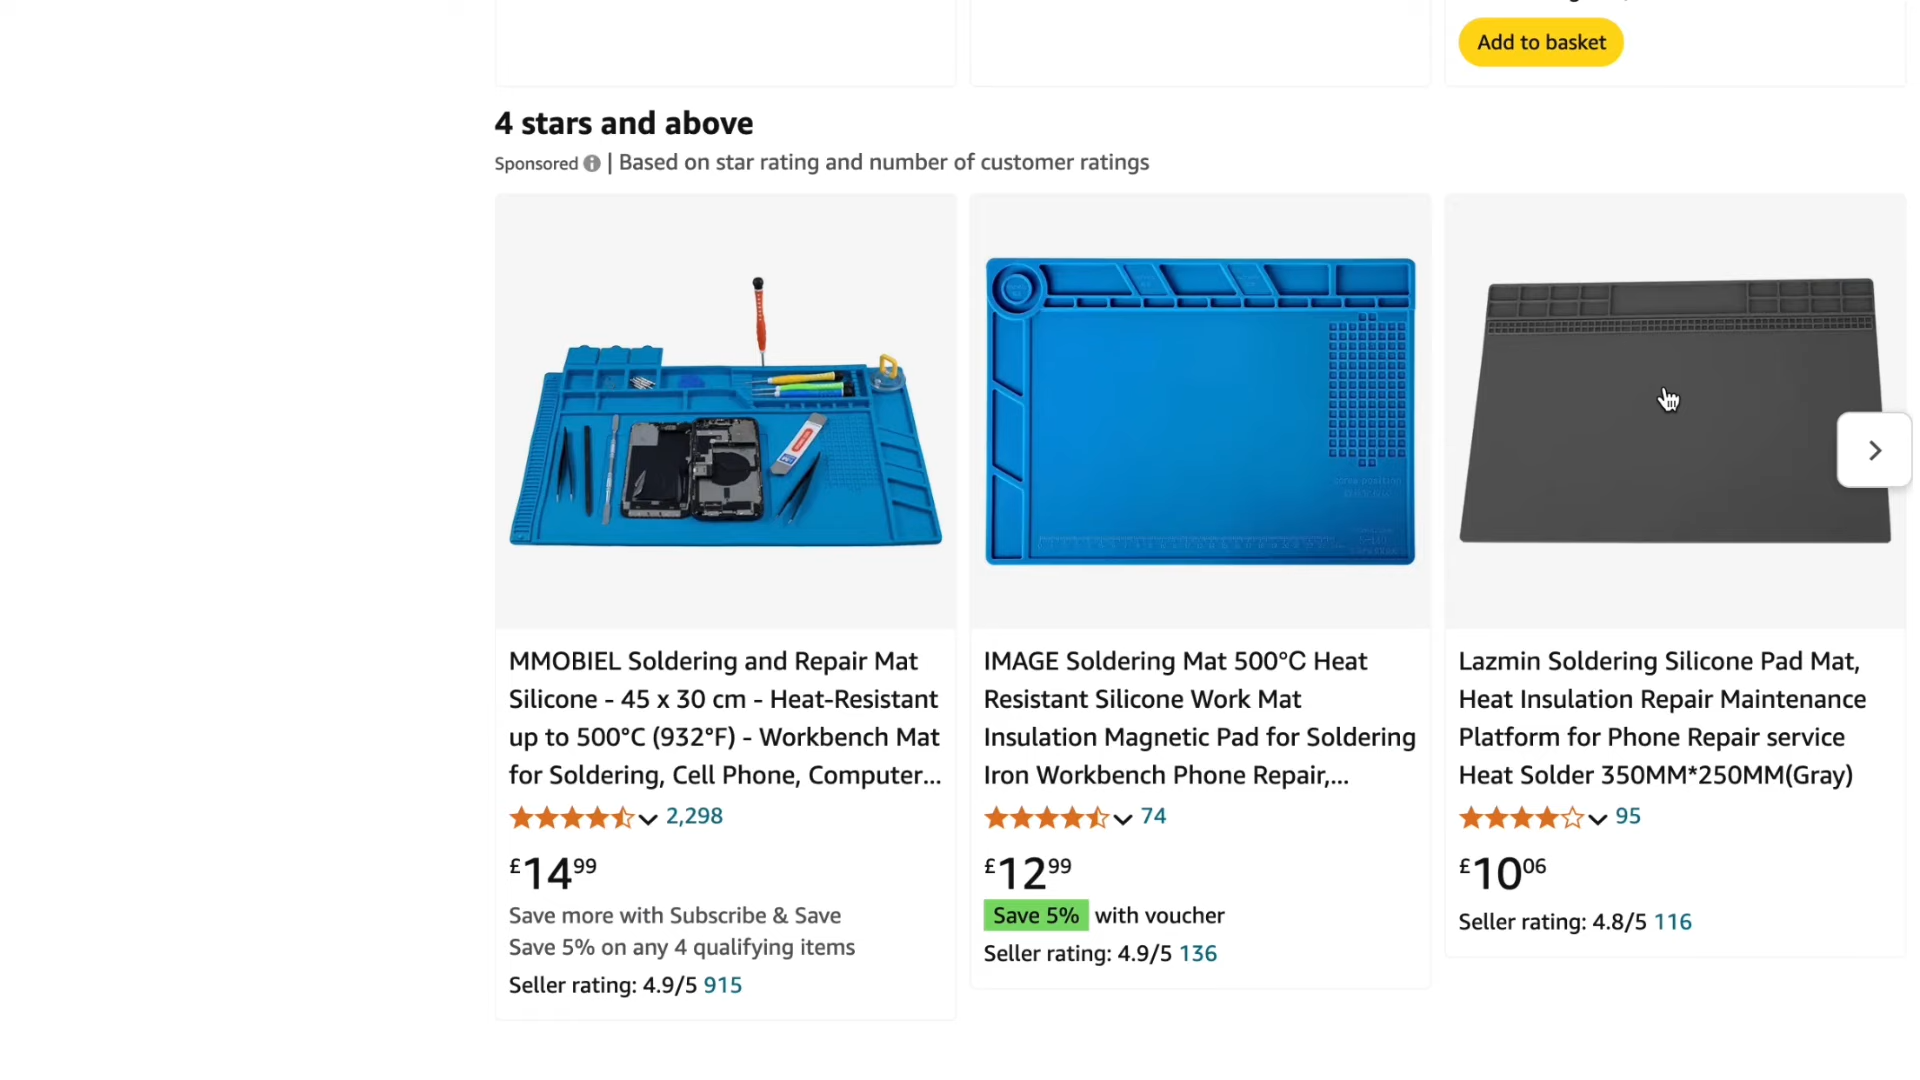 Add to basket
4 stars and above
Sponsored | Based on star rating and number of customer ratings
MMOBIEL Soldering and Repair Mat
Silicone - 45 x 30 cm - Heat-Resistant
up to 500°C (932°F) - Workbench Mat
for Soldering, Cell Phone, Computer...
2,298
£14.99
Save more with Subscribe & Save
Save 5% on any 4 qualifying items
Seller rating: 4.9/5 915
IMAGE Soldering Mat 500℃ Heat
Resistant Silicone Work Mat
Insulation Magnetic Pad for Soldering
Iron Workbench Phone Repair,...
74
£12.99
Save 5% with voucher
Seller rating: 4.9/5 136
Lazmin Soldering Silicone Pad Mat,
Heat Insulation Repair Maintenance
Platform for Phone Repair service
Heat Solder 350MM*250MM(Gray)
95
£10.06
Seller rating: 4.8/5 116